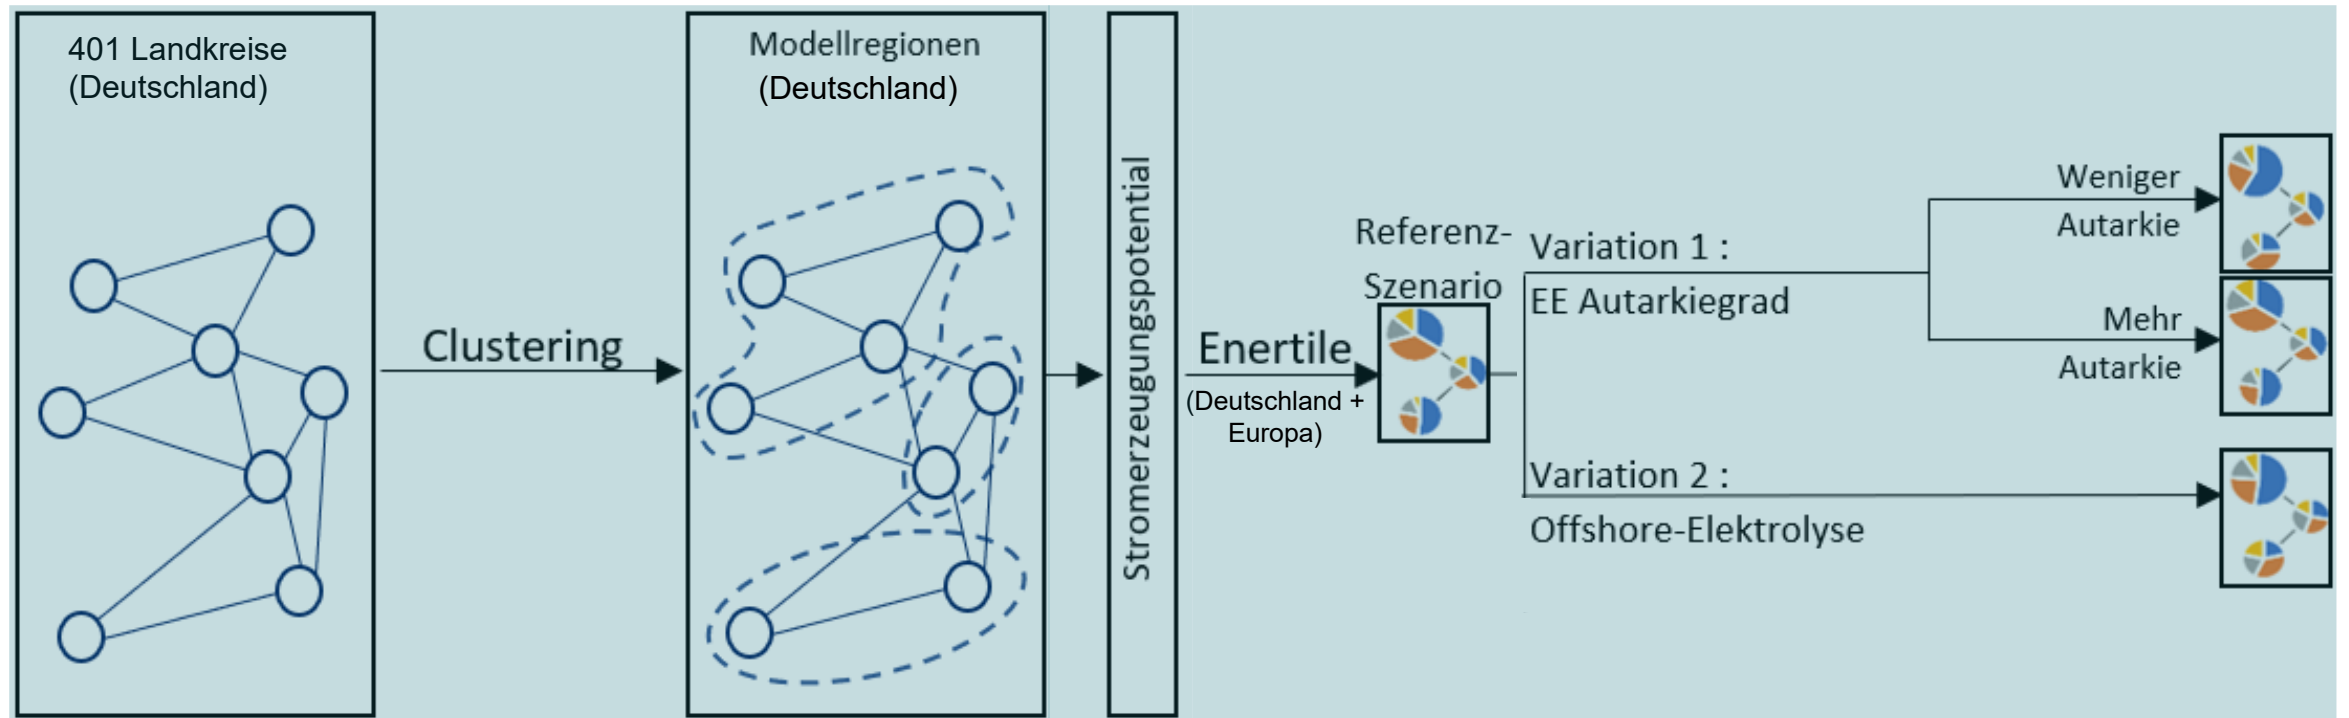 401 Landkreise
(Deutschland)
Clustering
Modellregionen
(Deutschland)
Stromerzeugungspotential
Enertile
(Deutschland +
Europa)
Referenz-
Szenario
Variation 1 :
EE Autarkiegrad
Weniger
Autarkie
Mehr
Autarkie
Variation 2 :
Offshore-Elektrolyse